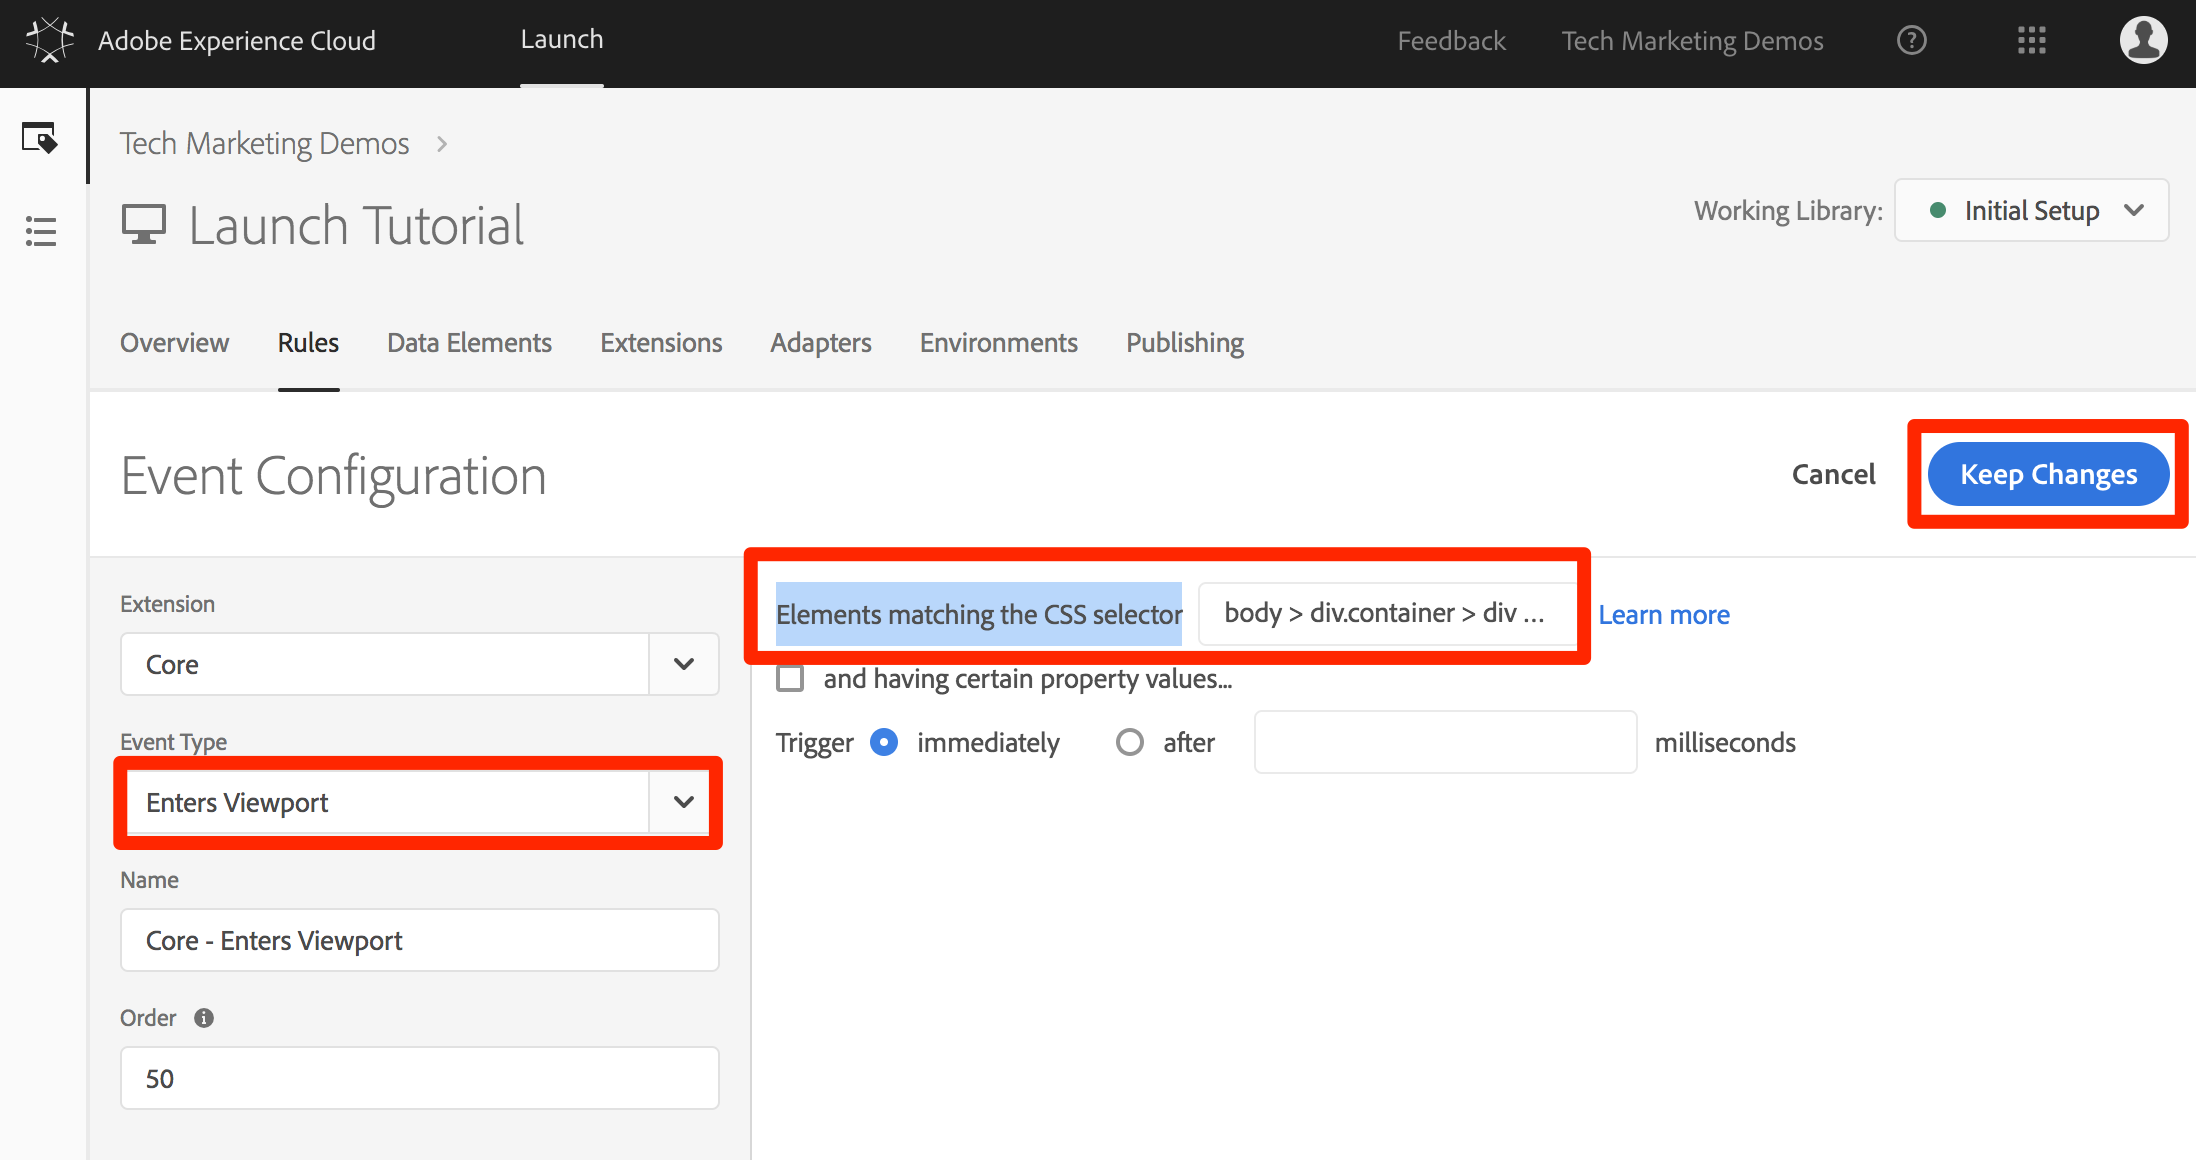 Adobe Experience Cloud Launch Feedback Tech Marketing Demos ?
Tech Marketing Demos >
Launch Tutorial
Working Library: Initial Setup
Overview Rules Data Elements Extensions Adapters Environments Publishing
Event Configuration
Cancel Keep Changes
Extension
Core
Event Type
Enters Viewport
Name
Core - Enters Viewport
Order i
50
Elements matching the CSS selector body > div.container > div ... Learn more
and having certain property values...
Trigger immediately after milliseconds